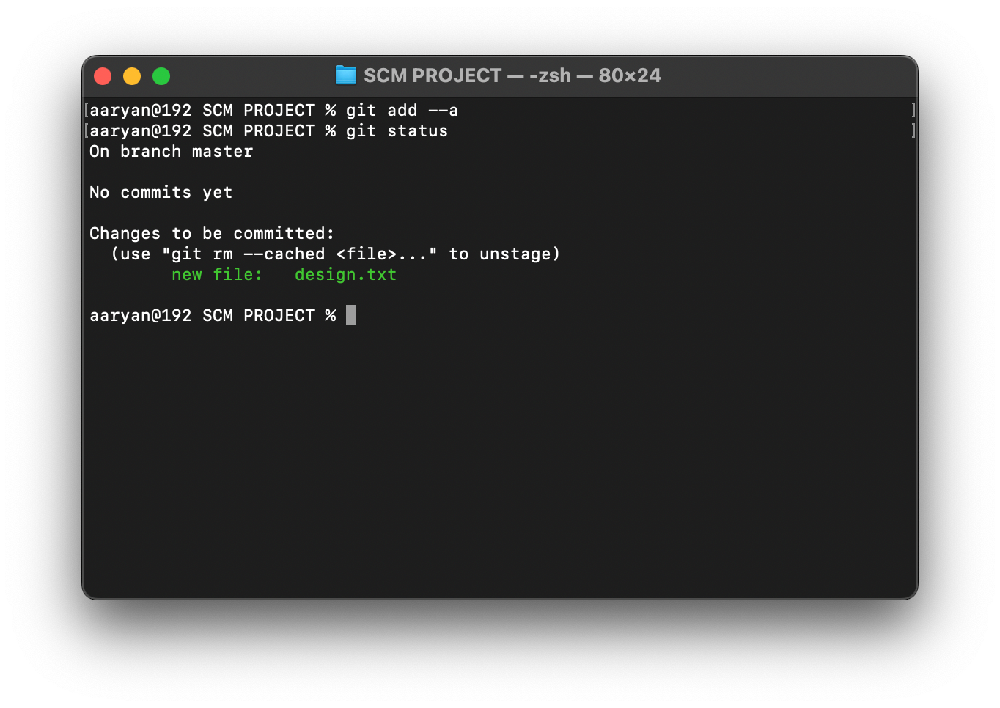 SCM PROJECT — -zsh — 80×24
[aaryan@192 SCM PROJECT % git add --a ]
[aaryan@192 SCM PROJECT % git status ]
On branch master
No commits yet
Changes to be committed:
(use "git rm --cached <file>..." to unstage)
new file: design.txt
aaryan@192 SCM PROJECT %